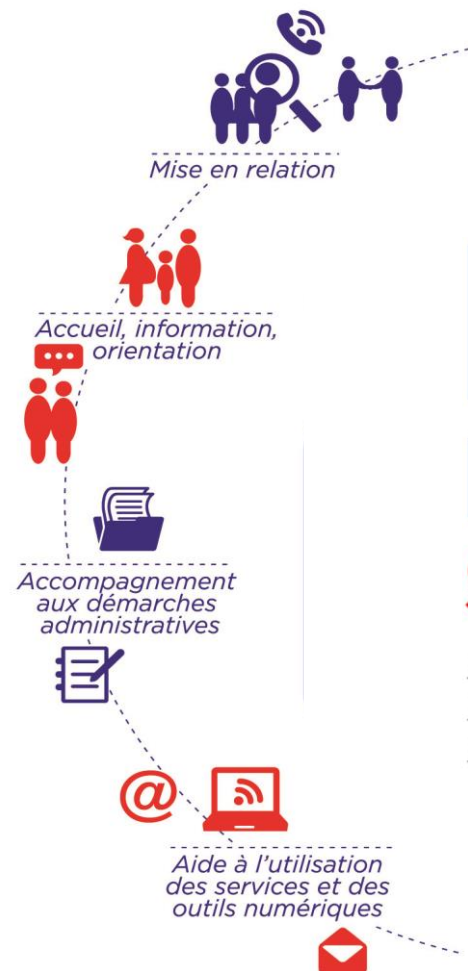 Mise en relation
Accueil, information,
orientation
Accompagnement
aux démarches
administratives
@
Aide à l'utilisation
des services et des
outils numériques